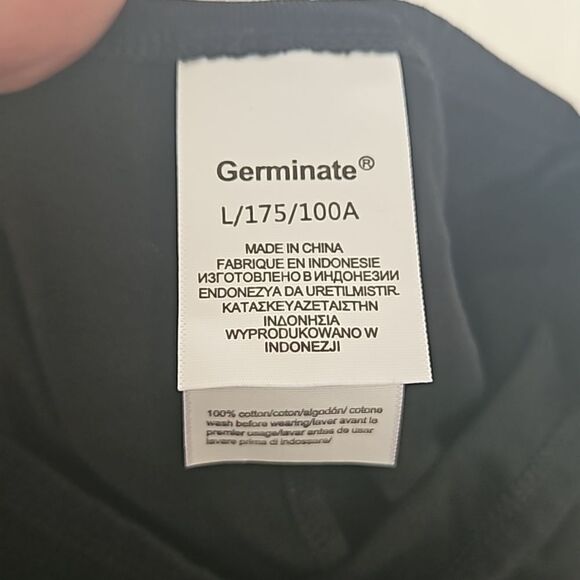 Germinate®
L/175/100A
MADE IN CHINA
FABRIQUE EN INDONESIE
ИЗГОТОВЛЕНО В ИНДОНЕЗИИ
ENDONEZYA DA URETILMISTIR.
ΚΑΤΑΣΚΕΥΑΖΕΤΑΙΣΤΗΝ
ΙΝΔΟΝΗΣΙΑ
WYPRODUKOWANO W
INDONEZJI
100% cotton/coton/algodón/ cotone
wash before wearing/laver avant la
premier usage/lavar antes de usar
lavare prima di indossare/